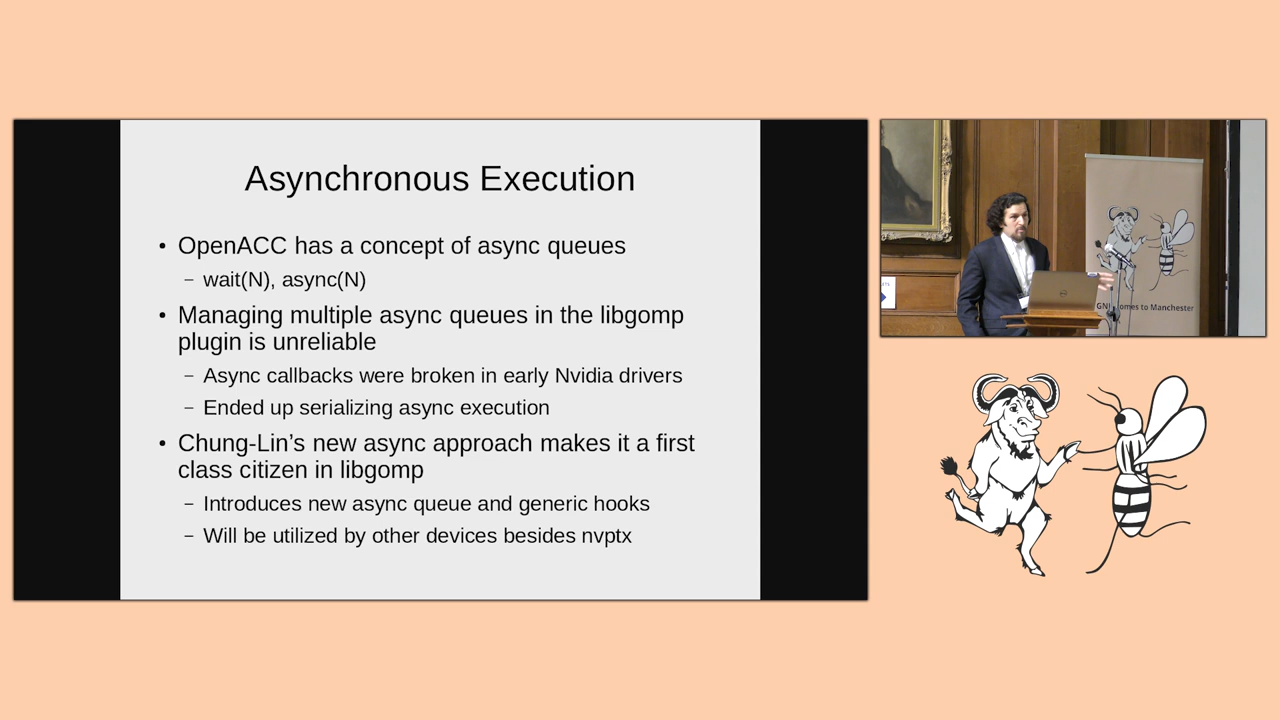 Asynchronous Execution
• OpenACC has a concept of async queues
– wait(N), async(N)
• Managing multiple async queues in the libgomp
plugin is unreliable
– Async callbacks were broken in early Nvidia drivers
– Ended up serializing async execution
• Chung-Lin’s new async approach makes it a first
class citizen in libgomp
– Introduces new async queue and generic hooks
– Will be utilized by other devices besides nvptx
to Manchester